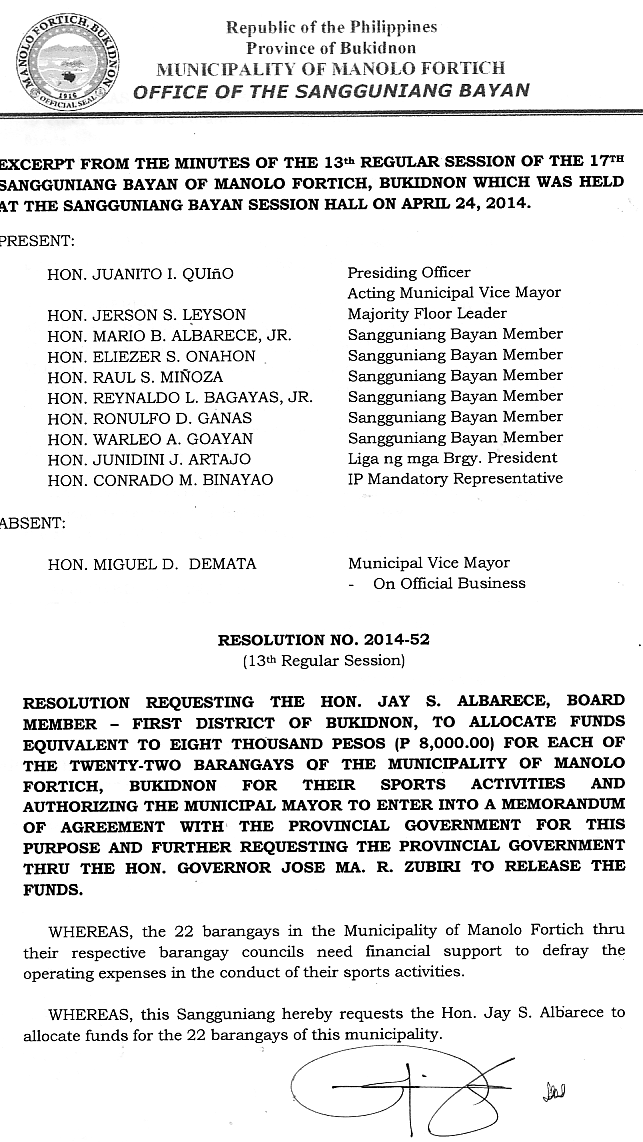 MANOLO FORTICH, BUKIDNON
1916
OFFICIAL SEAL
Republic of the Philippines
Province of Bukidnon
MUNICIPALITY OF MANOLO FORTICH
OFFICE OF THE SANGGUNIANG BAYAN
EXCERPT FROM THE MINUTES OF THE 13th REGULAR SESSION OF THE 17TH
SANGGUNIANG BAYAN OF MANOLO FORTICH, BUKIDNON WHICH WAS HELD
AT THE SANGGUNIANG BAYAN SESSION HALL ON APRIL 24, 2014.
PRESENT:
HON. JUANITO I. QUIñO Presiding Officer
Acting Municipal Vice Mayor
HON. JERSON S. LEYSON Majority Floor Leader
HON. MARIO B. ALBARECE, JR. Sangguniang Bayan Member
HON. ELIEZER S. ONAHON Sangguniang Bayan Member
HON. RAUL S. MIÑOZA Sangguniang Bayan Member
HON. REYNALDO L. BAGAYAS, JR. Sangguniang Bayan Member
HON. RONULFO D. GANAS Sangguniang Bayan Member
HON. WARLEO A. GOAYAN Sangguniang Bayan Member
HON. JUNIDINI J. ARTAJO Liga ng mga Brgy. President
HON. CONRADO M. BINAYAO IP Mandatory Representative
ABSENT:
HON. MIGUEL D. DEMATA Municipal Vice Mayor
- On Official Business
RESOLUTION NO. 2014-52
(13th Regular Session)
RESOLUTION REQUESTING THE HON. JAY S. ALBARECE, BOARD
MEMBER – FIRST DISTRICT OF BUKIDNON, TO ALLOCATE FUNDS
EQUIVALENT TO EIGHT THOUSAND PESOS (P 8,000.00) FOR EACH OF
THE TWENTY-TWO BARANGAYS OF THE MUNICIPALITY OF MANOLO
FORTICH, BUKIDNON FOR THEIR SPORTS ACTIVITIES AND
AUTHORIZING THE MUNICIPAL MAYOR TO ENTER INTO A MEMORANDUM
OF AGREEMENT WITH THE PROVINCIAL GOVERNMENT FOR THIS
PURPOSE AND FURTHER REQUESTING THE PROVINCIAL GOVERNMENT
THRU THE HON. GOVERNOR JOSE MA. R. ZUBIRI TO RELEASE THE
FUNDS.
WHEREAS, the 22 barangays in the Municipality of Manolo Fortich thru
their respective barangay councils need financial support to defray the
operating expenses in the conduct of their sports activities.
WHEREAS, this Sangguniang hereby requests the Hon. Jay S. Albarece to
allocate funds for the 22 barangays of this municipality.